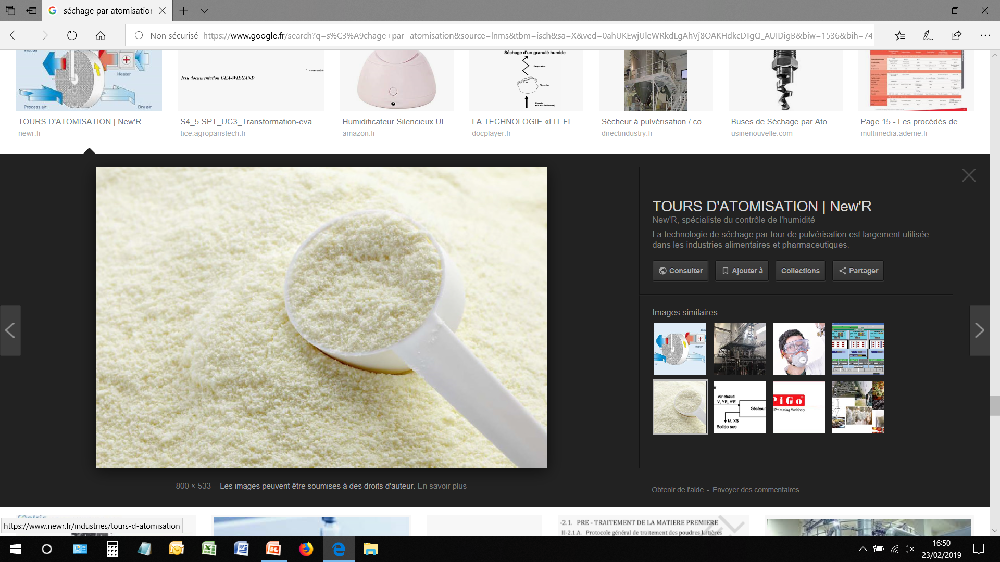 séchage par atomisation
Non sécurisé https://www.google.fr/search?q=s%C3%A9chage+par+atomisation&source=lnms&tbm=isch&sa=X&ved=0ahUKEwjUleWRkdLgAhVj8OAKHdkcDTgQ_AUIDigB&biw=1536&bih=74
Wet air
Heater
Process air
Dry air
concentré
Issu documentation GEA-WIEGAND
Séchage d'un granulé humide
Evaporation
Migration
TOURS D'ATOMISATION | New'R
newr.fr
S4_5 SPT_UC3_Transformation-eva...
tice.agroparistech.fr
Humidificateur Silencieux Ul...
amazon.fr
LA TECHNOLOGIE «LIT FL...
docplayer.fr
Sécheur à pulvérisation / co...
directindustry.fr
Buses de Séchage par Ato...
usinenouvelle.com
Page 15 - Les procédés de...
multimedia.ademe.fr
TOURS D'ATOMISATION | New'R
New'R, spécialiste du contrôle de l'humidité
La technologie de séchage par tour de pulvérisation est largement utilisée
dans les industries alimentaires et pharmaceutiques.
Consulter
Ajouter à
Collections
Partager
Images similaires
Heater
ir
Air chaud
V, YE, H'E
Sécheur
M, XS
Solide sec
PiGo
Processing Machinery
800 × 533 - Les images peuvent être soumises à des droits d'auteur. En savoir plus
Obtenir de l'aide - Envoyer des commentaires
-2.1. PRE - TRAITEMENT DE LA MATIERE PREMIERE
II-2.1.A. Protocole général de traitement des poudres laitières
https://www.newr.fr/industries/tours-d-atomisation
16:50
23/02/2019